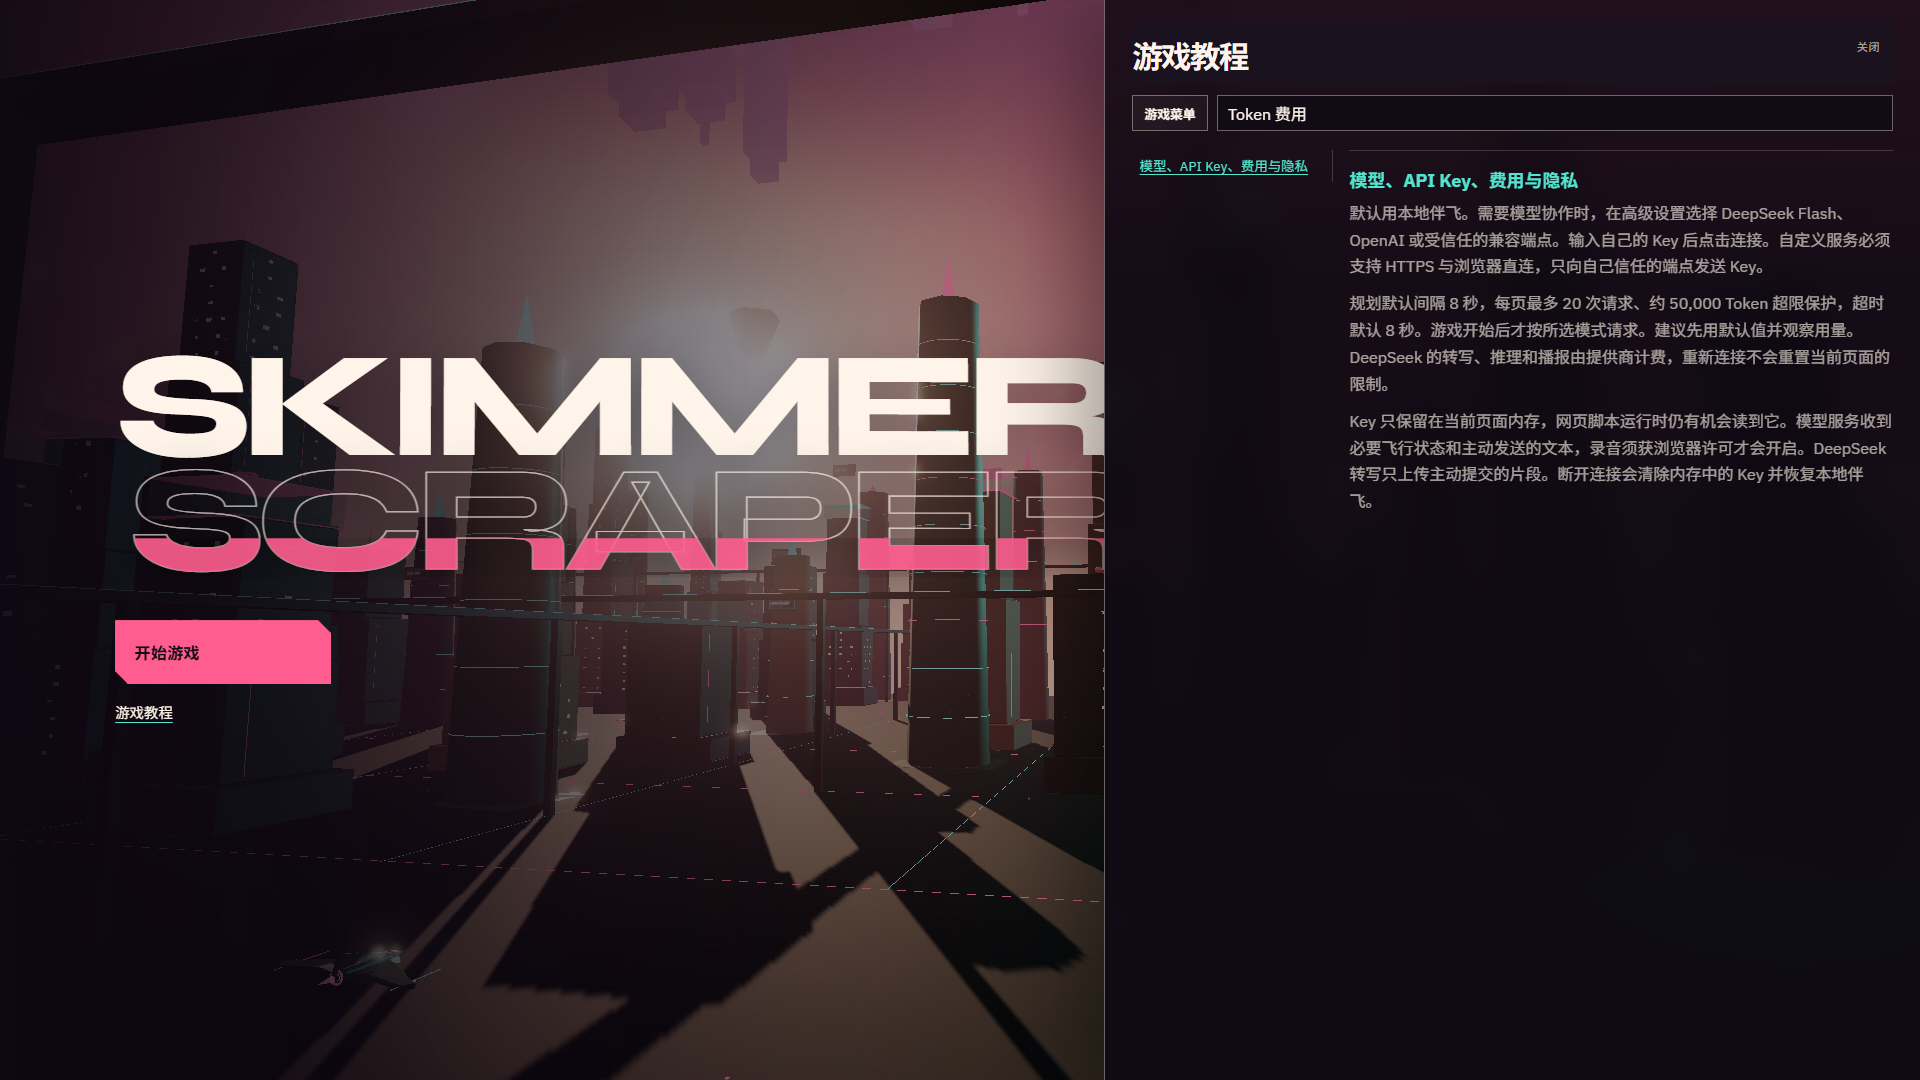 SKIMMER
SCRAPER
开始游戏
游戏教程
游戏教程
关闭
游戏菜单
Token 费用
模型、API Key、费用与隐私
模型、API Key、费用与隐私
默认用本地伴飞。需要模型协作时，在高级设置选择 DeepSeek Flash、
OpenAI 或受信任的兼容端点。输入自己的 Key 后点击连接。自定义服务必须
支持 HTTPS 与浏览器直连，只向自己信任的端点发送 Key。
规划默认间隔 8 秒，每页最多 20 次请求、约 50,000 Token 超限保护，超时
默认 8 秒。游戏开始后才按所选模式请求。建议先用默认值并观察用量。
DeepSeek 的转写、推理和播报由提供商计费，重新连接不会重置当前页面的
限制。
Key 只保留在当前页面内存，网页脚本运行时仍有机会读到它。模型服务收到
必要飞行状态和主动发送的文本，录音须获浏览器许可才会开启。DeepSeek
转写只上传主动提交的片段。断开连接会清除内存中的 Key 并恢复本地伴
飞。